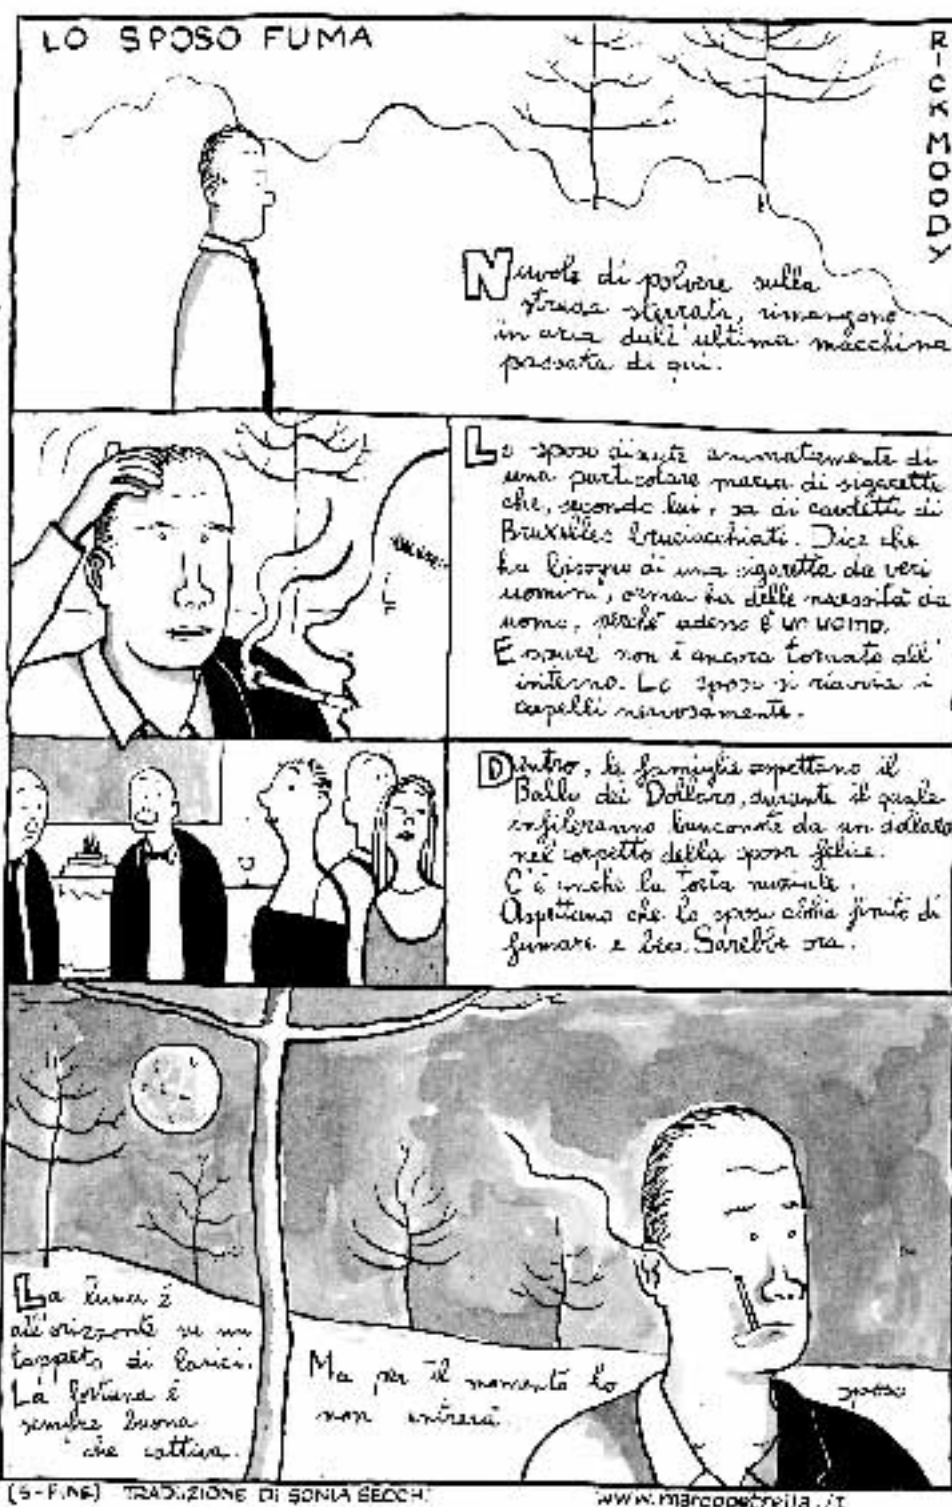 LO SPOSO FUMA
RICK MOODY
Nuvole di polvere sulla
strada sterrata, rimangono
in aria dall'ultima macchina
passata di qui.
Lo sposo discute animatamente di
una particolare marca di sigarette
che, secondo lui, sa di cavoletti di
Bruxelles bruciacchiati. Dice che
ha bisogno di una sigaretta da veri
uomini, ormai ha delle necessità da
uomo, perché adesso è un uomo.
Eppure non è ancora tornato all'
interno. Lo sposo si ravvia i
capelli nervosamente.
Dentro, le famiglie aspettano il
Ballo del Dollaro, durante il quale
infileranno banconote da un dollaro
nel corpetto della sposa felice.
C'è anche la torta nuziale.
Aspettano che lo sposo abbia finito di
fumare e bere. Sarebbe ora.
La luna è
all'orizzonte su un
tappeto di larici.
La fortuna è
sempre buona
che cattiva.
Ma per il momento lo sposo
non entrerà
(5-FINE) TRADUZIONE DI SONIA SECCHI
www.marcopetrella.it